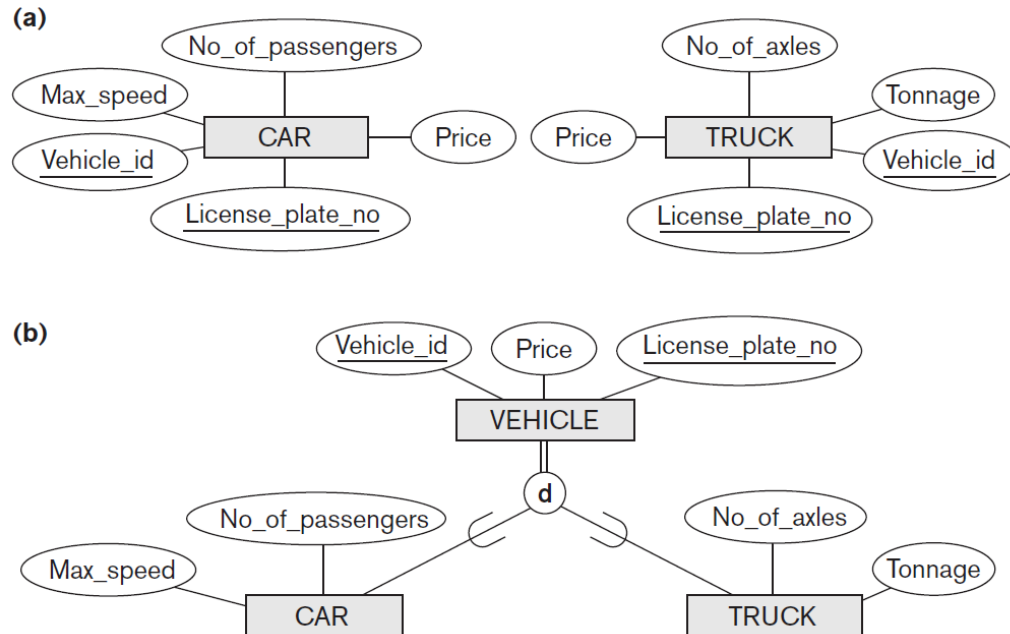 (a)
No_of_passengers
No_of_axles
Max_speed
Tonnage
CAR
Price
Price
TRUCK
Vehicle_id
Vehicle_id
License_plate_no
License_plate_no
(b)
Vehicle_id
Price
License_plate_no
VEHICLE
d
No_of_passengers
No_of_axles
Max_speed
Tonnage
CAR
TRUCK